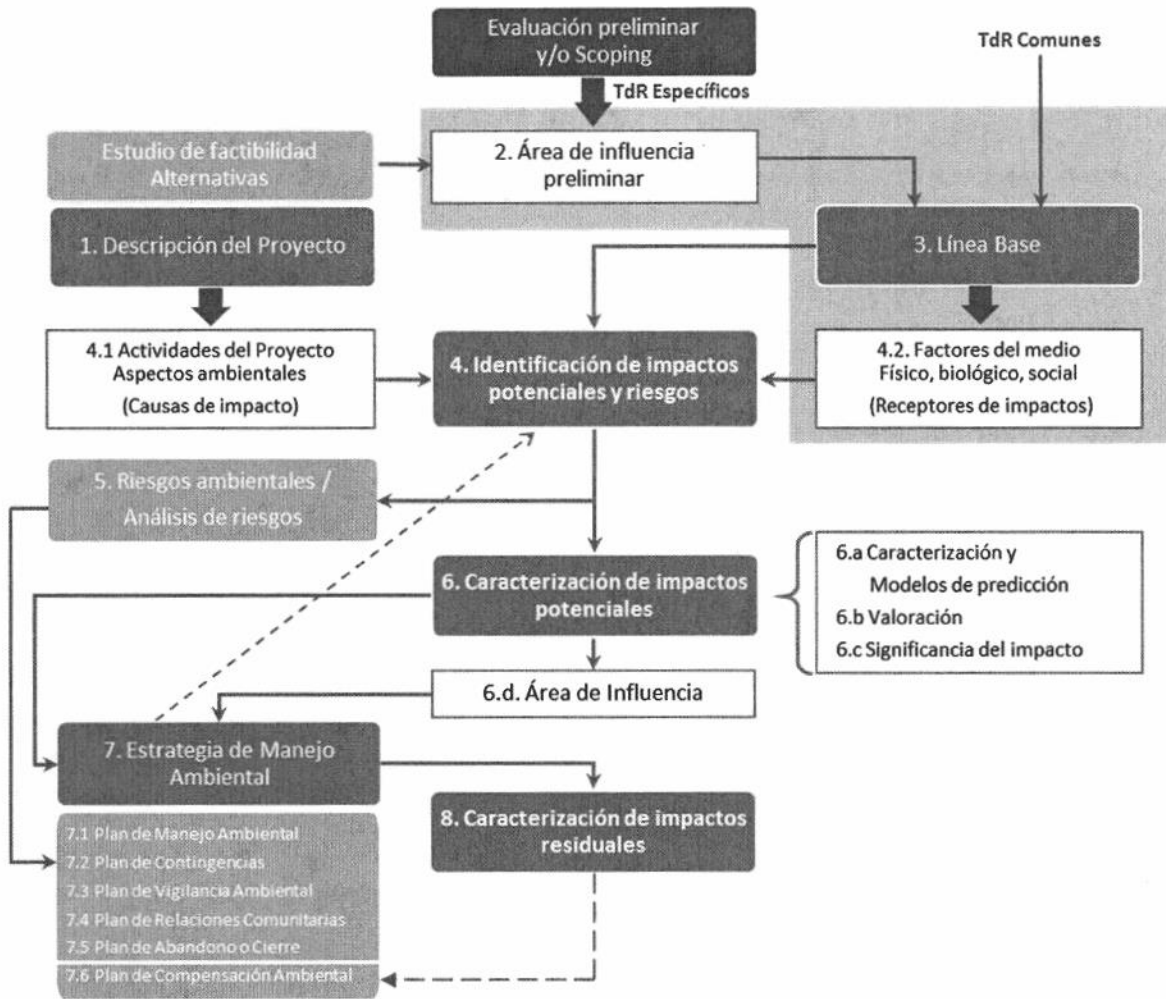 Evaluación preliminar
y/o Scoping
TdR Comunes
TdR Específicos
Estudio de factibilidad
Alternativas
2. Área de influencia
preliminar
1. Descripción del Proyecto
3. Línea Base
4.1 Actividades del Proyecto
Aspectos ambientales
(Causas de impacto)
4. Identificación de impactos
potenciales y riesgos
4.2. Factores del medio
Físico, biológico, social
(Receptores de impactos)
5. Riesgos ambientales /
Análisis de riesgos
6. Caracterización de impactos
potenciales
6.a Caracterización y
Modelos de predicción
6.b Valoración
6.c Significancia del impacto
6.d. Área de Influencia
7. Estrategia de Manejo
Ambiental
8. Caracterización de impactos
residuales
7.1 Plan de Manejo Ambiental
7.2 Plan de Contingencias
7.3 Plan de Vigilancia Ambiental
7.4 Plan de Relaciones Comunitarias
7.5 Plan de Abandono o Cierre
7.6 Plan de Compensación Ambiental